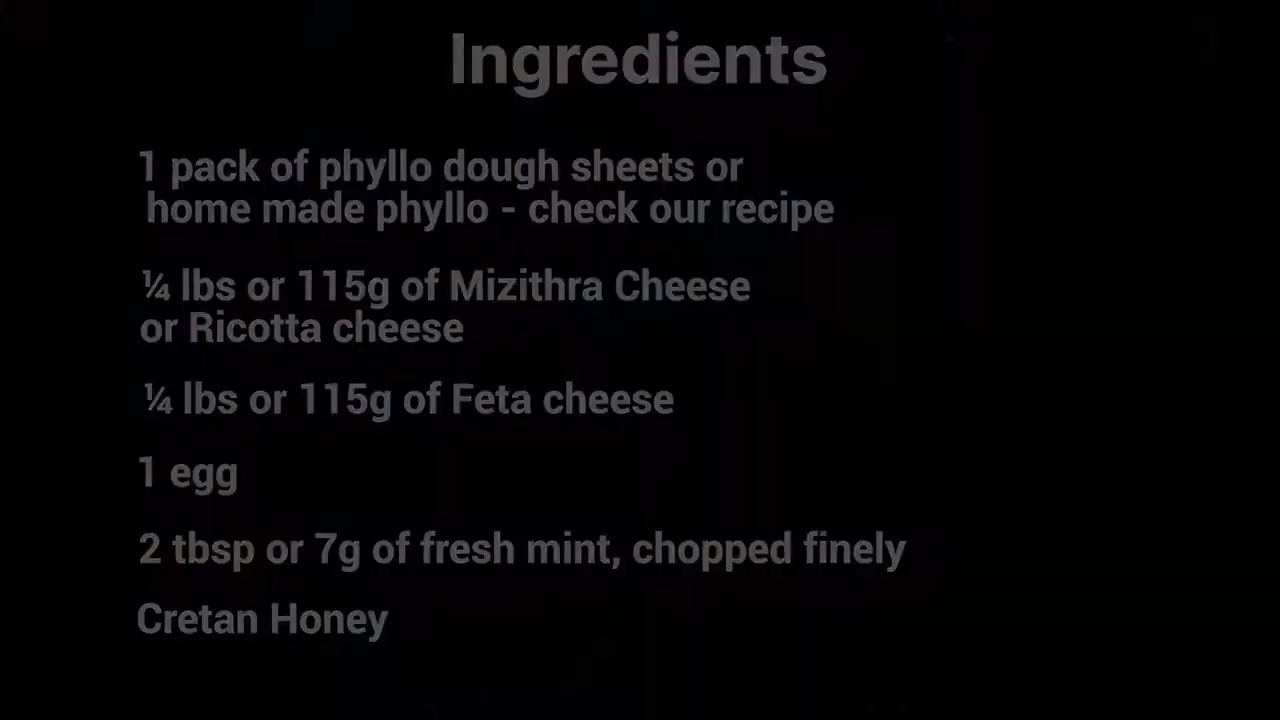 Ingredients
1 pack of phyllo dough sheets or
home made phyllo - check our recipe
¼ lbs or 115g of Mizithra Cheese
or Ricotta cheese
¼ lbs or 115g of Feta cheese
1 egg
2 tbsp or 7g of fresh mint, chopped finely
Cretan Honey